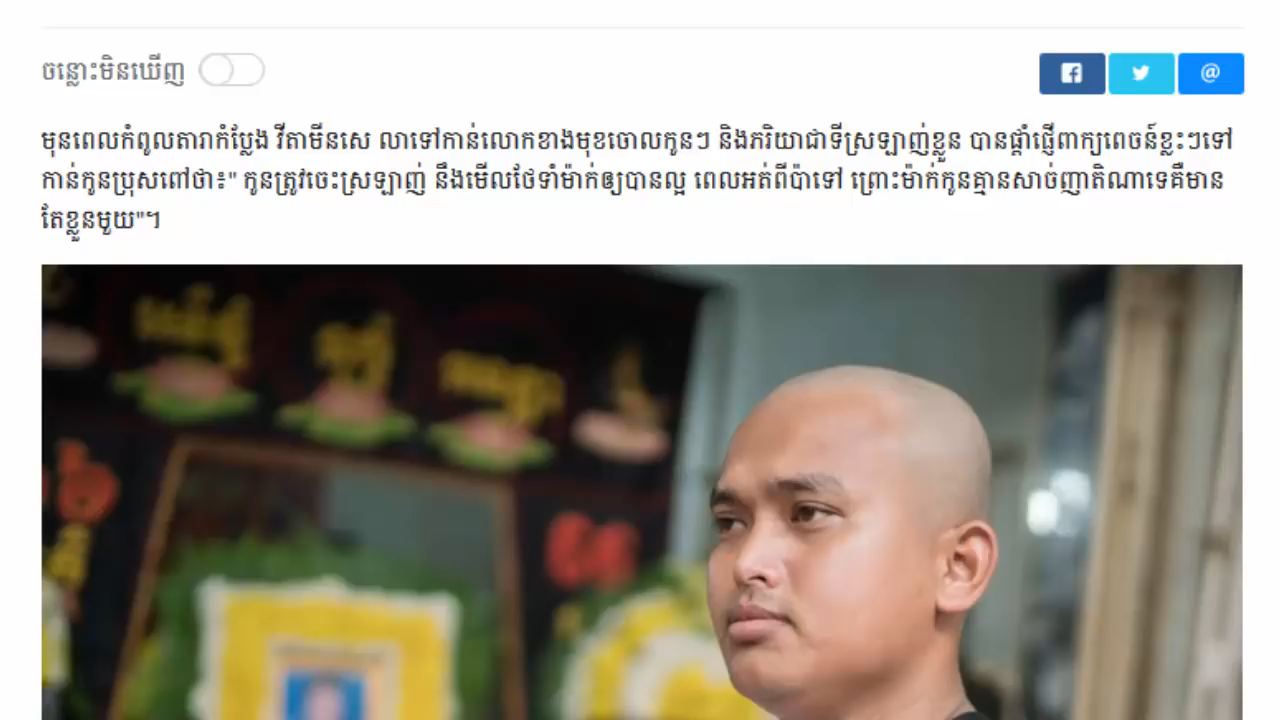 ចន្លោះមិនឃើញ
@
មុនពេលកំពូលតារាកំប្លែង វីតាមីនសេ លាទៅកាន់លោកខាងមុខចោលកូនៗ និងភរិយាជាទីស្រឡាញ់ខ្លួន បានផ្ដាំផ្ញើពាក្យពេចន៍ខ្លះៗទៅ
កាន់កូនប្រុសពៅថា៖" កូនត្រូវចេះស្រឡាញ់ នឹងមើលថែទាំម៉ាក់ឲ្យបានល្អ ពេលអត់ពីប៉ាទៅ ព្រោះម៉ាក់កូនគ្មានសាច់ញាតិណាទេគឺមាន
តែខ្លួនមួយ"។